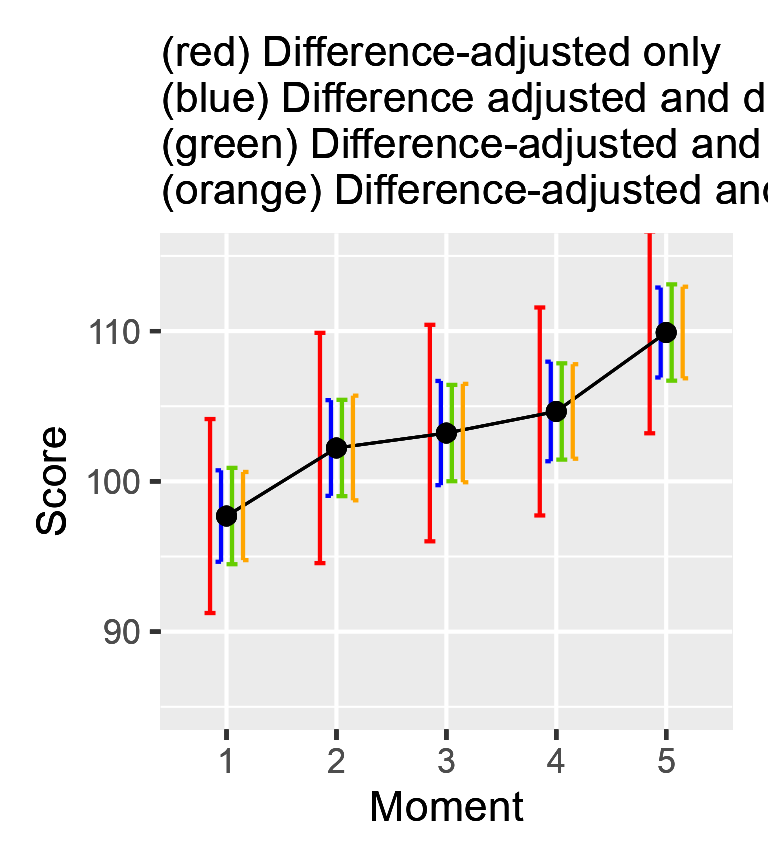 (red) Difference-adjusted only
(blue) Difference adjusted and d
(green) Difference-adjusted and
(orange) Difference-adjusted and
110
100
90
Score
1 2 3 4 5
Moment